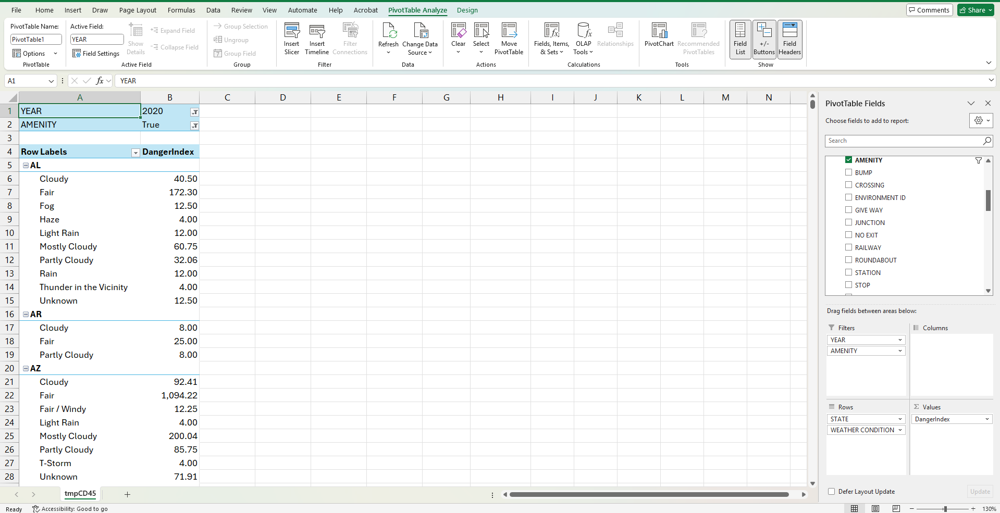 File Home Insert Draw Page Layout Formulas Data Review View Automate Help Acrobat PivotTable Analyze Design Comments Share
PivotTable Name:
PivotTable1
Options
PivotTable
Active Field:
YEAR
Field Settings
Show
Details
Expand Field
Collapse Field
Active Field
Group Selection
Ungroup
7 Group Field
Group
Insert
Slicer
Insert
Timeline
Filter
Connections
Filter
Refresh
Change Data
Source
Data
Clear
Select
Move
PivotTable
Actions
Fields, Items,
& Sets
OLAP
Tools
Relationships
Calculations
PivotChart
Recommended
PivotTables
Tools
Field
List
+/-
Buttons
Field
Headers
Show
A1 fx YEAR
A B C D E F G H I J K L M N
1 YEAR 2020
2 AMENITY True
3
4 Row Labels DangerIndex
5 AL
6 Cloudy 40.50
7 Fair 172.30
8 Fog 12.50
9 Haze 4.00
10 Light Rain 12.00
11 Mostly Cloudy 60.75
12 Partly Cloudy 32.06
13 Rain 12.00
14 Thunder in the Vicinity 4.00
15 Unknown 12.50
16 AR
17 Cloudy 8.00
18 Fair 25.00
19 Partly Cloudy 8.00
20 AZ
21 Cloudy 92.41
22 Fair 1,094.22
23 Fair / Windy 12.25
24 Light Rain 4.00
25 Mostly Cloudy 200.04
26 Partly Cloudy 85.75
27 T-Storm 4.00
28 Unknown 71.91
PivotTable Fields
Choose fields to add to report:
Search
AMENITY
BUMP
CROSSING
ENVIRONMENT ID
GIVE WAY
JUNCTION
NO EXIT
RAILWAY
ROUNDABOUT
STATION
STOP
Drag fields between areas below:
Filters
YEAR
AMENITY
Columns
Rows
STATE
WEATHER CONDITION
Σ Values
DangerIndex
Defer Layout Update Update
tmpCD45
Ready Accessibility: Good to go 130%